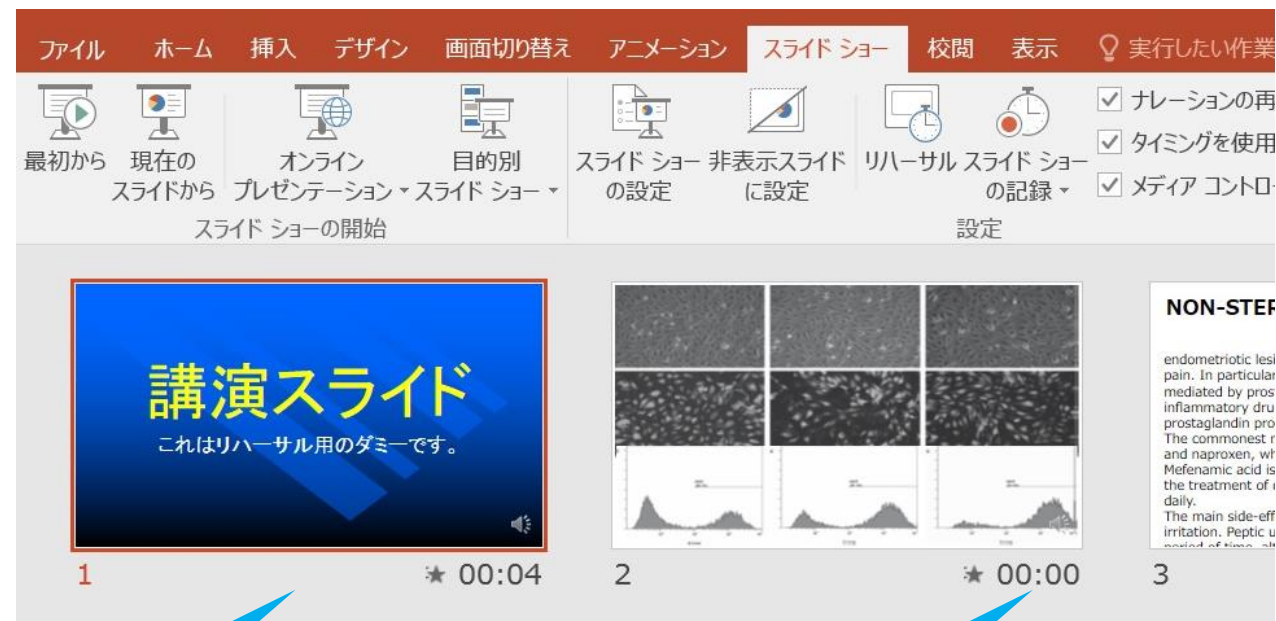 ファイル ホーム 挿入 デザイン 画面切り替え アニメーション スライド ショー 校閲 表示 実行したい作業
最初から
現在の
スライドから
オンライン
プレゼンテーション
目的別
スライド ショー
スライド ショーの開始
スライド ショー
の設定
非表示スライド
に設定
リハーサル
スライド ショー
の記録
ナレーションの再
タイミングを使用
メディア コントロ
設定
講演スライド
これはリハーサル用のダミーです。
1
00:04
2
00:00
NON-STER
endometriotic lesi
pain. In particular
mediated by pros
inflammatory dru
prostaglandin pro
The commonest
and naproxen, wh
Mefenamic acid is
the treatment of
daily.
The main side-eff
irritation. Peptic u
3